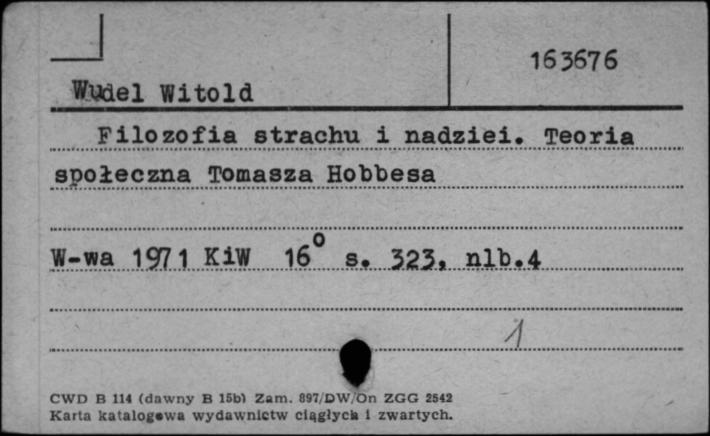 163676
Wudel Witold
Filozofia strachu i nadziei. Teoria
społeczna Tomasza Hobbesa
W-wa 1971 KiW 16° s. 323, nlb.4
1
CWD B 114 (dawny B 15b) Zam. 897/DW/On ZGG 2542
Karta katalogowa wydawnictw ciągłych i zwartych.